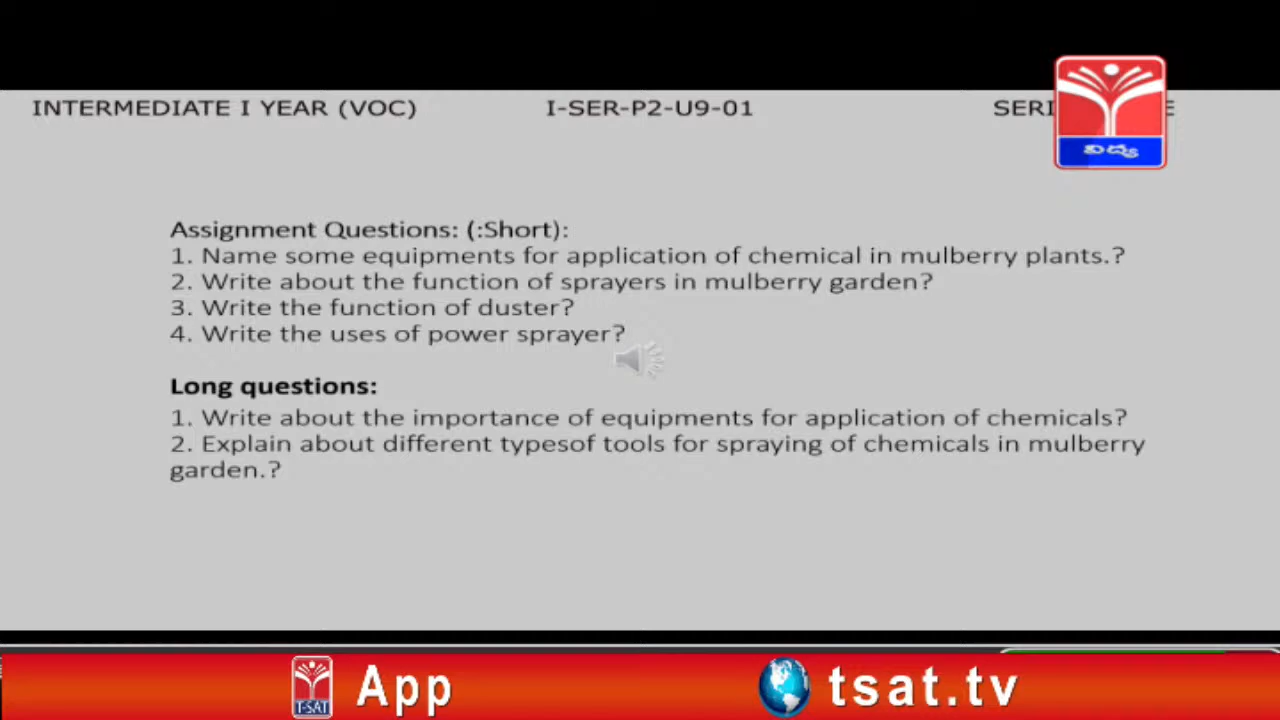 INTERMEDIATE I YEAR (VOC) I-SER-P2-U9-01
విద్య
Assignment Questions: (:Short):
1. Name some equipments for application of chemical in mulberry plants.?
2. Write about the function of sprayers in mulberry garden?
3. Write the function of duster?
4. Write the uses of power sprayer?
Long questions:
1. Write about the importance of equipments for application of chemicals?
2. Explain about different typesof tools for spraying of chemicals in mulberry
garden.?
T-SAT App tsat.tv